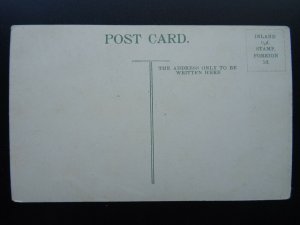 POST CARD.
INLAND
½d.
STAMP.
FOREIGN
1d.
THE ADDRESS ONLY TO BE
WRITTEN HERE